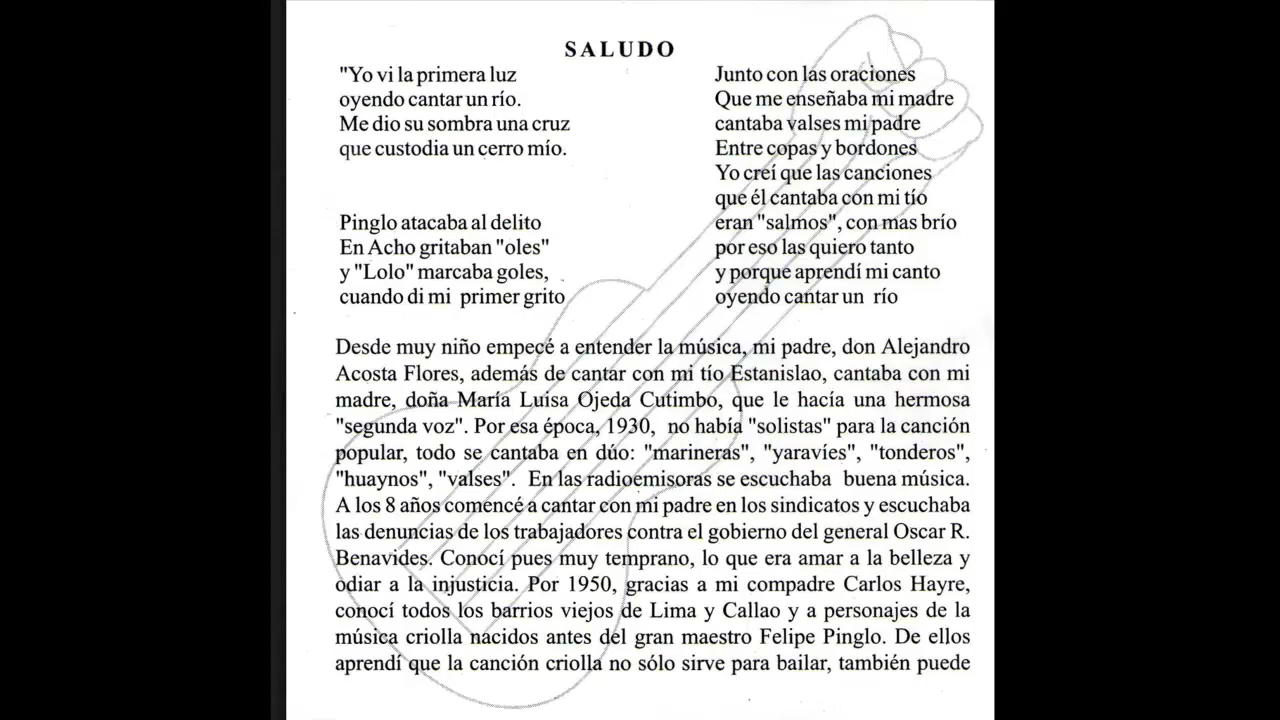 SALUDO
"Yo vi la primera luz
oyendo cantar un río.
Me dio su sombra una cruz
que custodia un cerro mío.
Pinglo atacaba al delito
En Acho gritaban "oles"
y "Lolo" marcaba goles,
cuando di mi primer grito
Junto con las oraciones
Que me enseñaba mi madre
cantaba valses mi padre
Entre copas y bordones
Yo creí que las canciones
que él cantaba con mi tío
eran "salmos", con mas brío
por eso las quiero tanto
y porque aprendí mi canto
oyendo cantar un río
Desde muy niño empecé a entender la música, mi padre, don Alejandro
Acosta Flores, además de cantar con mi tío Estanislao, cantaba con mi
madre, doña María Luisa Ojeda Cutimbo, que le hacía una hermosa
"segunda voz". Por esa época, 1930, no había "solistas" para la canción
popular, todo se cantaba en dúo: "marineras", "yaravíes", "tonderos",
"huaynos", "valses". En las radioemisoras se escuchaba buena música.
A los 8 años comencé a cantar con mi padre en los sindicatos y escuchaba
las denuncias de los trabajadores contra el gobierno del general Oscar R.
Benavides. Conocí pues muy temprano, lo que era amar a la belleza y
odiar a la injusticia. Por 1950, gracias a mi compadre Carlos Hayre,
conocí todos los barrios viejos de Lima y Callao y a personajes de la
música criolla nacidos antes del gran maestro Felipe Pinglo. De ellos
aprendí que la canción criolla no sólo sirve para bailar, también puede